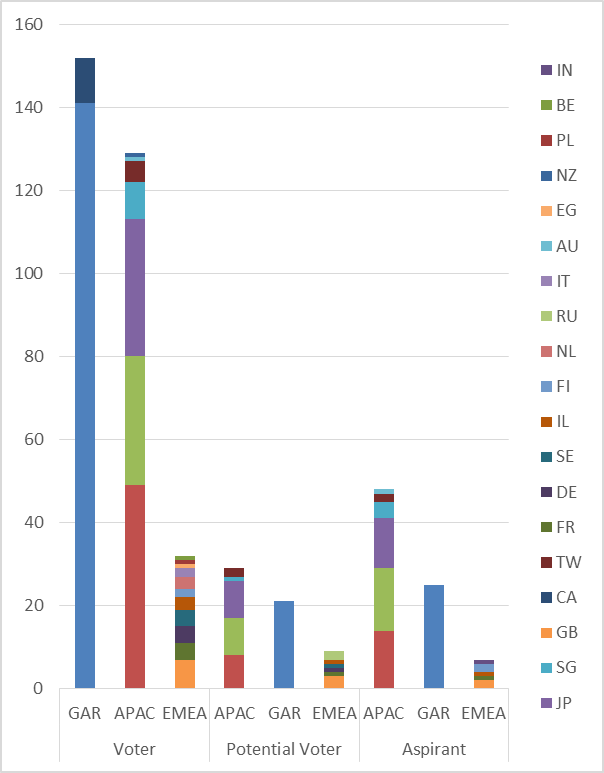 160
140
120
100
80
60
40
20
0
GAR APAC EMEA APAC GAR EMEA APAC GAR EMEA
Voter Potential Voter Aspirant
IN
BE
PL
NZ
EG
AU
IT
RU
NL
FI
IL
SE
DE
FR
TW
CA
GB
SG
JP